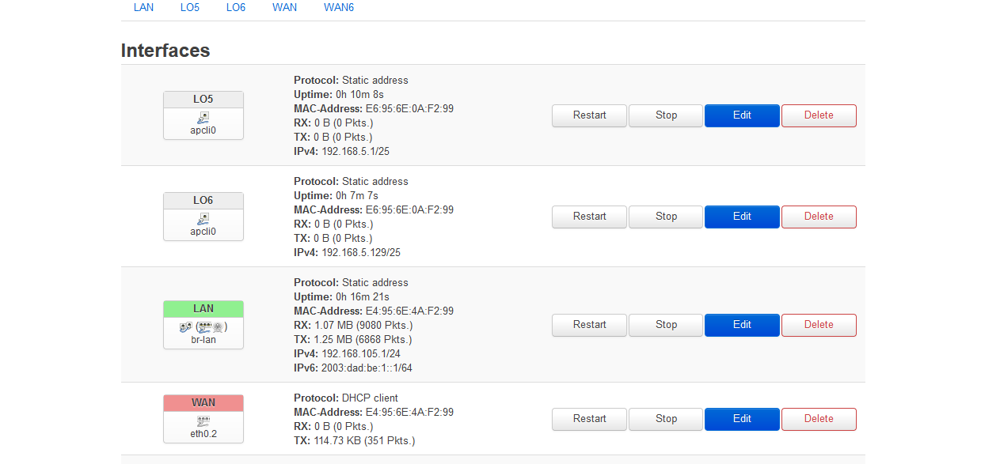 LAN LO5 LO6 WAN WAN6
Interfaces
LO5
apcli0
Protocol: Static address
Uptime: 0h 10m 8s
MAC-Address: E6:95:6E:0A:F2:99
RX: 0 B (0 Pkts.)
TX: 0 B (0 Pkts.)
IPv4: 192.168.5.1/25
Restart Stop Edit Delete
LO6
apcli0
Protocol: Static address
Uptime: 0h 7m 7s
MAC-Address: E6:95:6E:0A:F2:99
RX: 0 B (0 Pkts.)
TX: 0 B (0 Pkts.)
IPv4: 192.168.5.129/25
Restart Stop Edit Delete
LAN
( )
br-lan
Protocol: Static address
Uptime: 0h 16m 21s
MAC-Address: E4:95:6E:4A:F2:99
RX: 1.07 MB (9080 Pkts.)
TX: 1.25 MB (6868 Pkts.)
IPv4: 192.168.105.1/24
IPv6: 2003:dad:be:1::1/64
Restart Stop Edit Delete
WAN
eth0.2
Protocol: DHCP client
MAC-Address: E4:95:6E:4A:F2:99
RX: 0 B (0 Pkts.)
TX: 114.73 KB (351 Pkts.)
Restart Stop Edit Delete